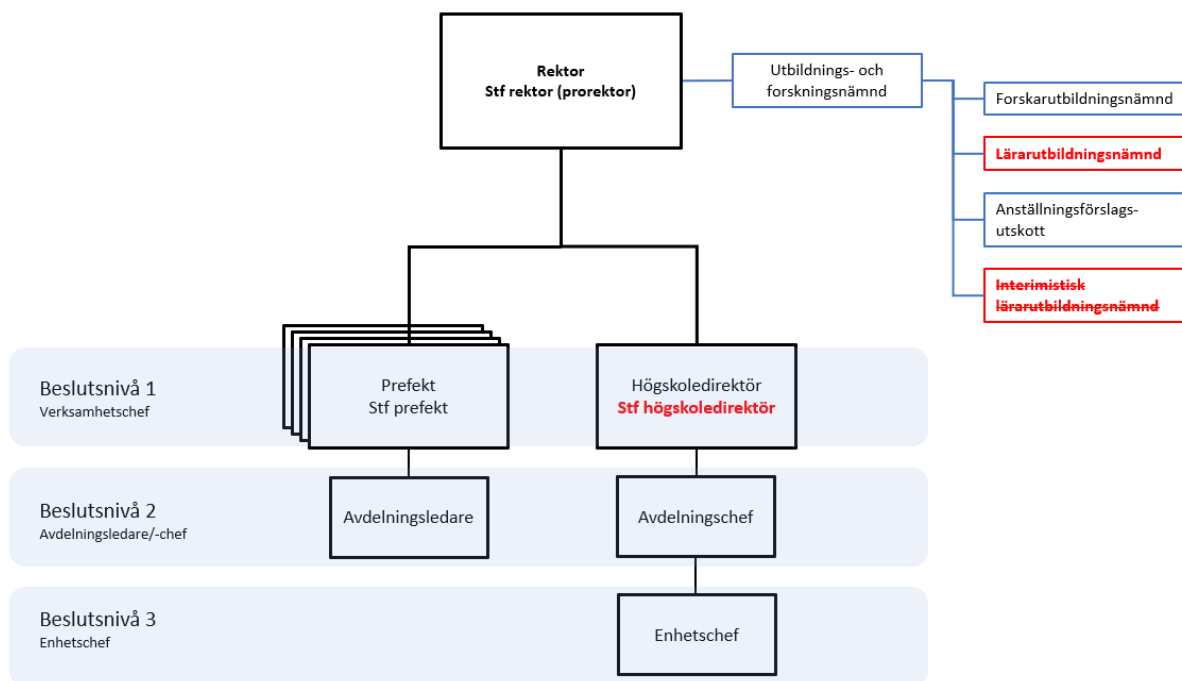 Rektor
Stf rektor (prorektor)
Utbildnings- och
forskningsnämnd
Forskarutbildningsnämnd
Lärarutbildningsnämnd
Anställningsförslags-
utskott
Interimistisk
lärarutbildningsnämnd
Beslutsnivå 1
Verksamhetschef
Prefekt
Stf prefekt
Högskoledirektör
Stf högskoledirektör
Beslutsnivå 2
Avdelningsledare/-chef
Avdelningsledare
Avdelningschef
Beslutsnivå 3
Enhetschef
Enhetschef